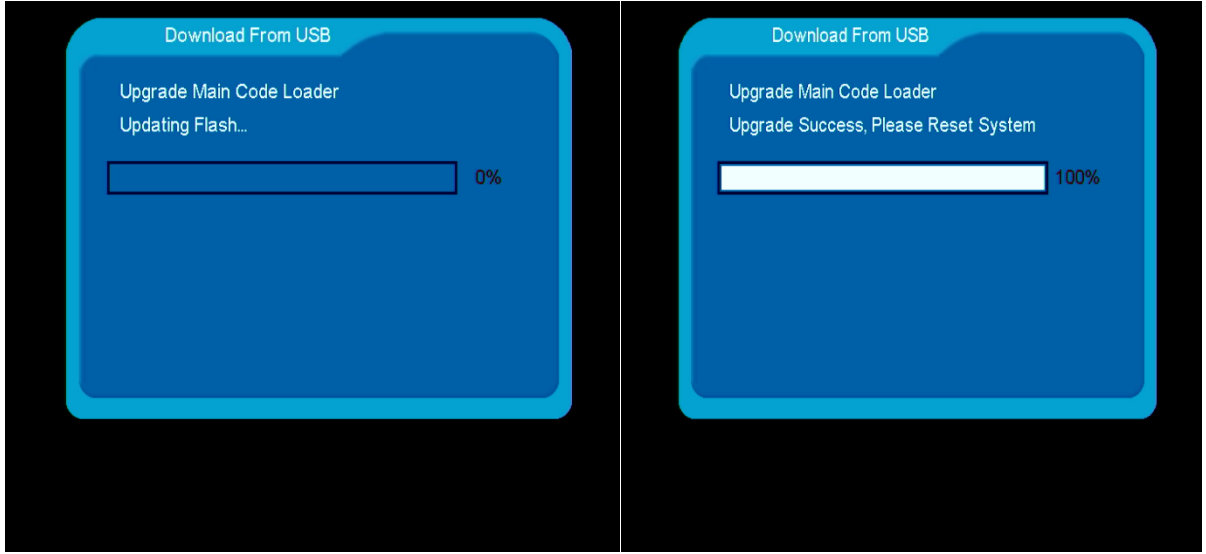 Download From USB
Upgrade Main Code Loader
Updating Flash...
0%
Download From USB
Upgrade Main Code Loader
Upgrade Success, Please Reset System
100%